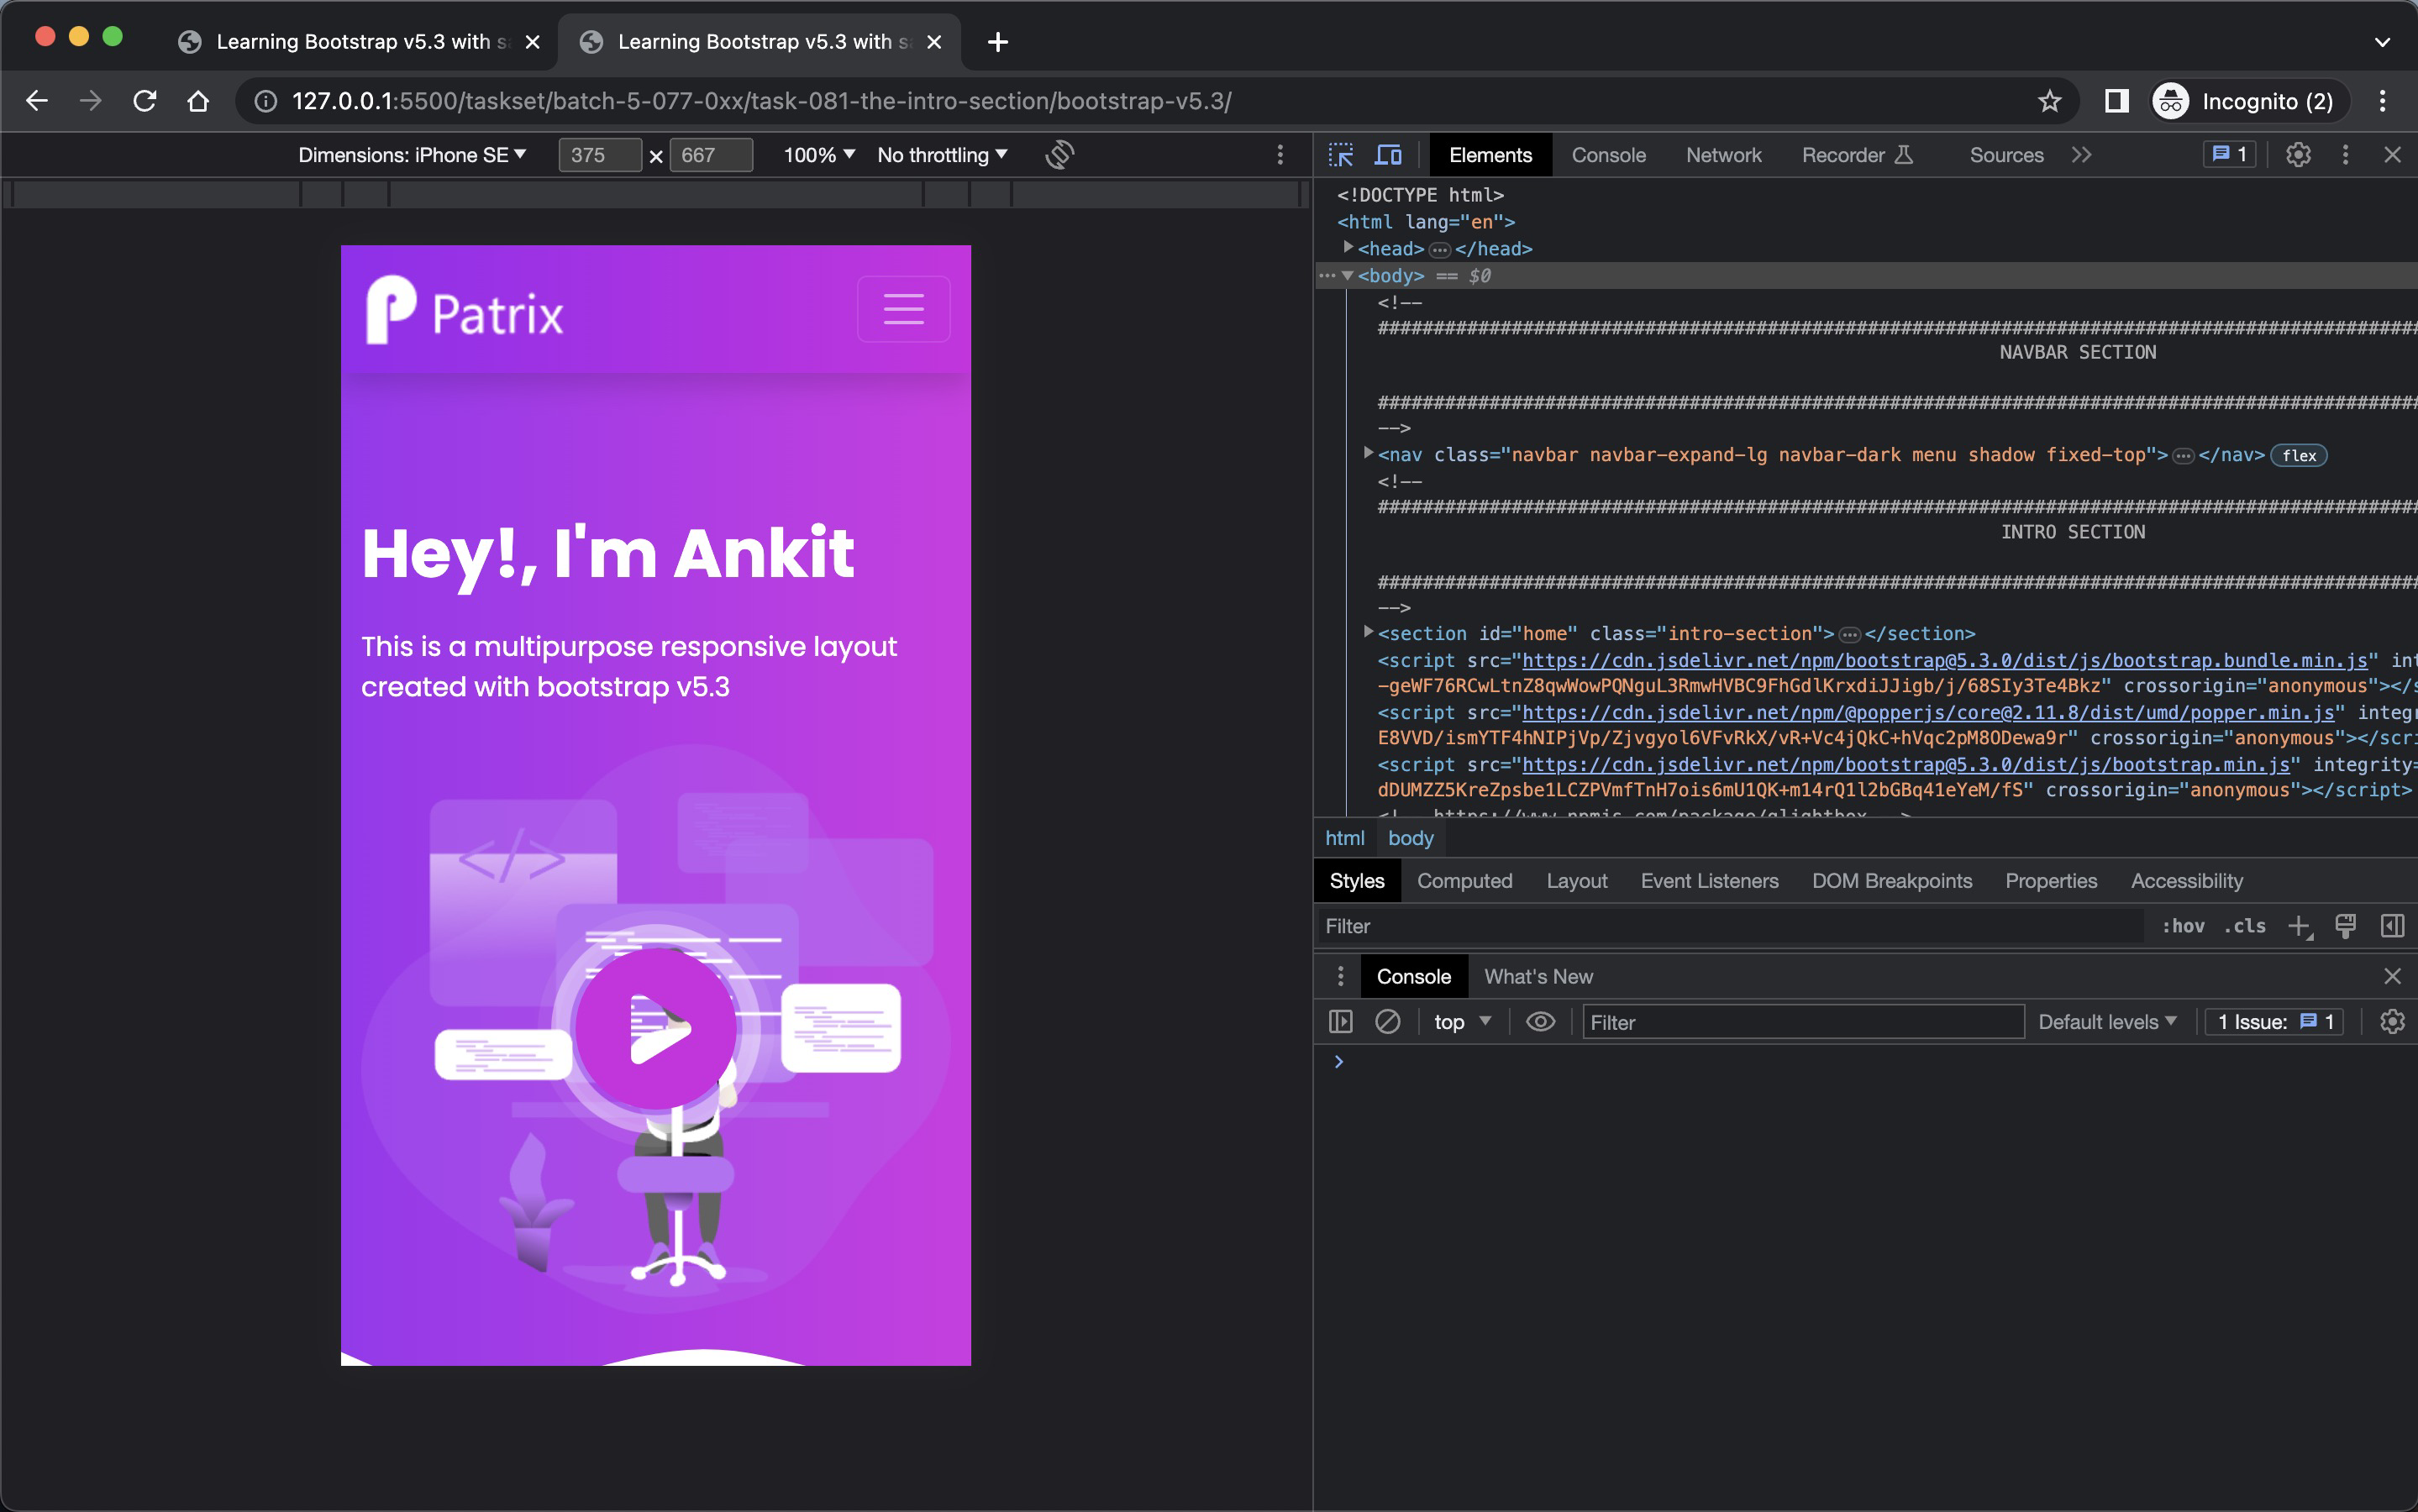 Learning Bootstrap v5.3 with s
Learning Bootstrap v5.3 with s
127.0.0.1:5500/taskset/batch-5-077-0xx/task-081-the-intro-section/bootstrap-v5.3/
Incognito (2)
Dimensions: iPhone SE 375 × 667 100% No throttling
Elements Console Network Recorder Sources 1
Patrix
Hey!, I'm Ankit
This is a multipurpose responsive layout
created with bootstrap v5.3
</>
<!DOCTYPE html>
<html lang="en">
<head>…</head>
<body> == $0
<!--
####################################################################################################
NAVBAR SECTION
####################################################################################################
-->
<nav class="navbar navbar-expand-lg navbar-dark menu shadow fixed-top">…</nav> flex
<!--
####################################################################################################
INTRO SECTION
####################################################################################################
-->
<section id="home" class="intro-section">…</section>
<script src="https://cdn.jsdelivr.net/npm/bootstrap@5.3.0/dist/js/bootstrap.bundle.min.js" int
-geWF76RCwLtnZ8qwWowPQNguL3RmwHVBC9FhGdlKrxdiJJigb/j/68SIy3Te4Bkz" crossorigin="anonymous"></s
<script src="https://cdn.jsdelivr.net/npm/@popperjs/core@2.11.8/dist/umd/popper.min.js" integr
E8VVD/ismYTF4hNIPjVp/Zjvgyol6VFvRkX/vR+Vc4jQkC+hVqc2pM8ODewa9r" crossorigin="anonymous"></scri
<script src="https://cdn.jsdelivr.net/npm/bootstrap@5.3.0/dist/js/bootstrap.min.js" integrity=
dDUMZZ5KreZpsbe1LCZPVmfTnH7ois6mU1QK+m14rQ1l2bGBq41eYeM/fS" crossorigin="anonymous"></script>
<!-- https://www.npmjs.com/package/glightbox -->
html body
Styles Computed Layout Event Listeners DOM Breakpoints Properties Accessibility
Filter :hov .cls
Console What's New
top Filter Default levels 1 Issue: 1